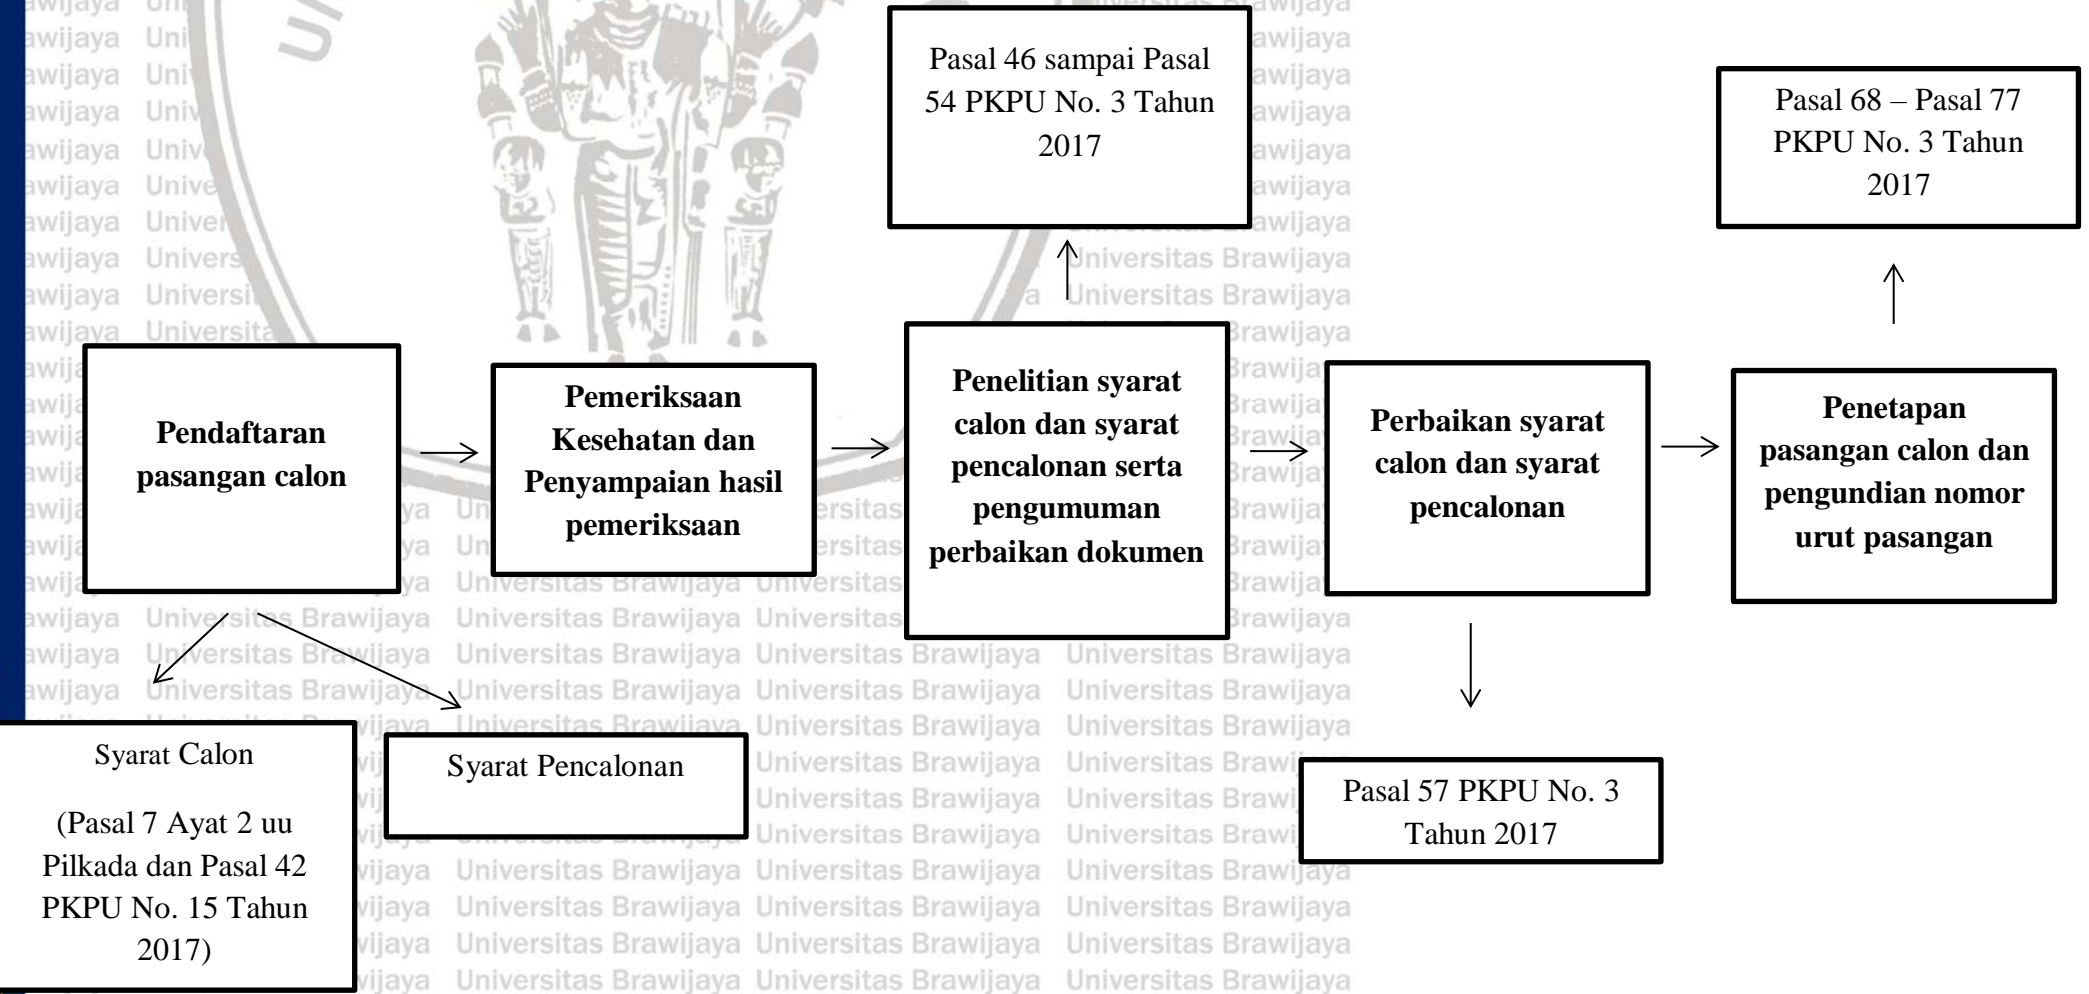 Pasal 46 sampai Pasal
54 PKPU No. 3 Tahun
2017
Pasal 68 – Pasal 77
PKPU No. 3 Tahun
2017
Pendaftaran
pasangan calon
Pemeriksaan
Kesehatan dan
Penyampaian hasil
pemeriksaan
Penelitian syarat
calon dan syarat
pencalonan serta
pengumuman
perbaikan dokumen
Perbaikan syarat
calon dan syarat
pencalonan
Penetapan
pasangan calon dan
pengundian nomor
urut pasangan
Syarat Calon
(Pasal 7 Ayat 2 uu
Pilkada dan Pasal 42
PKPU No. 15 Tahun
2017)
Syarat Pencalonan
Pasal 57 PKPU No. 3
Tahun 2017
Universitas Brawijaya